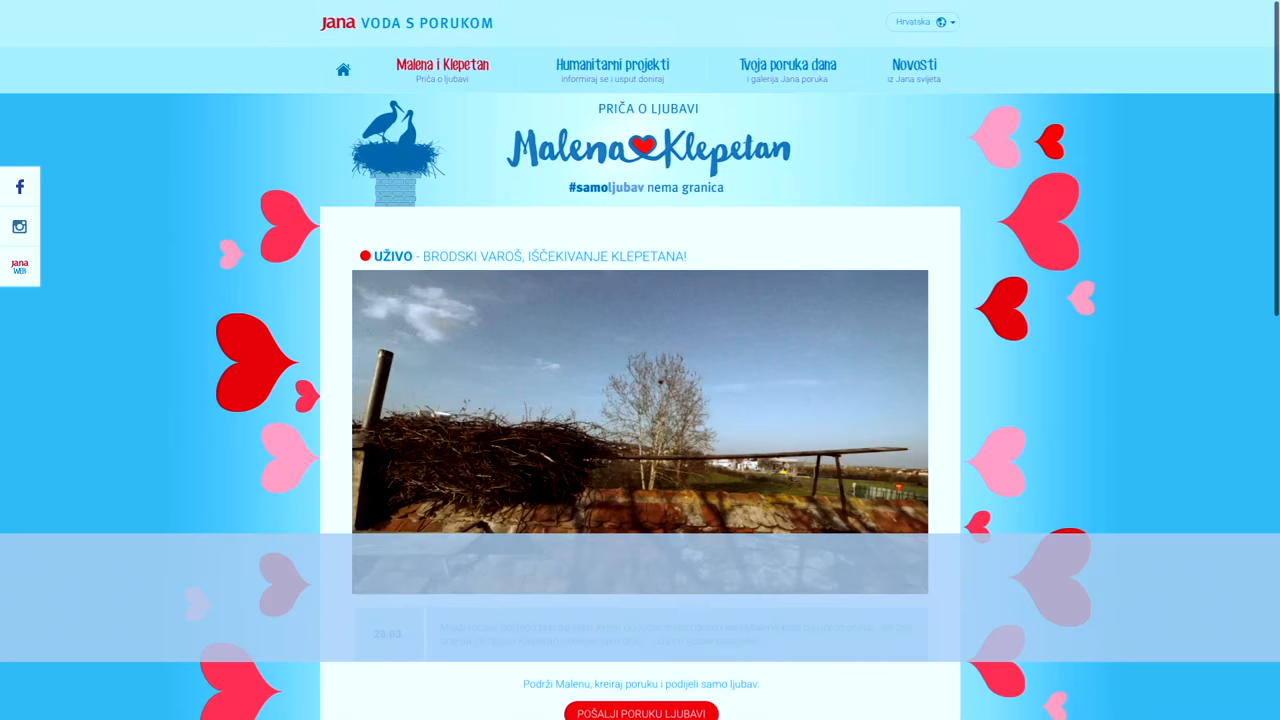 Jana VODA S PORUKOM
Hrvatska
Malena i Klepetan
Priča o ljubavi
Humanitarni projekti
informiraj se i usput doniraj
Tvoja poruka dana
i galerija Jana poruka
Novosti
iz Jana svijeta
PRIČA O LJUBAVI
Malena Klepetan
#samoljubav nema granica
Jana
WEB
UŽIVO - BRODSKI VAROŠ, IŠČEKIVANJE KLEPETANA!
28.03.
Podrži Malenu, kreiraj poruku i podijeli samo ljubav:
POŠALJI PORUKU LJUBAVI